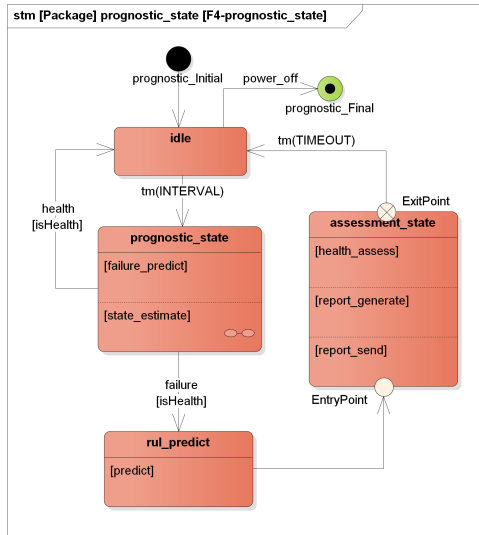 stm [Package] prognostic_state [F4-prognostic_state]
prognostic_Initial
power_off
prognostic_Final
idle
tm(TIMEOUT)
tm(INTERVAL)
health
[isHealth]
ExitPoint
prognostic_state
[failure_predict]
[state_estimate]
assessment_state
[health_assess]
[report_generate]
[report_send]
failure
[isHealth]
EntryPoint
rul_predict
[predict]